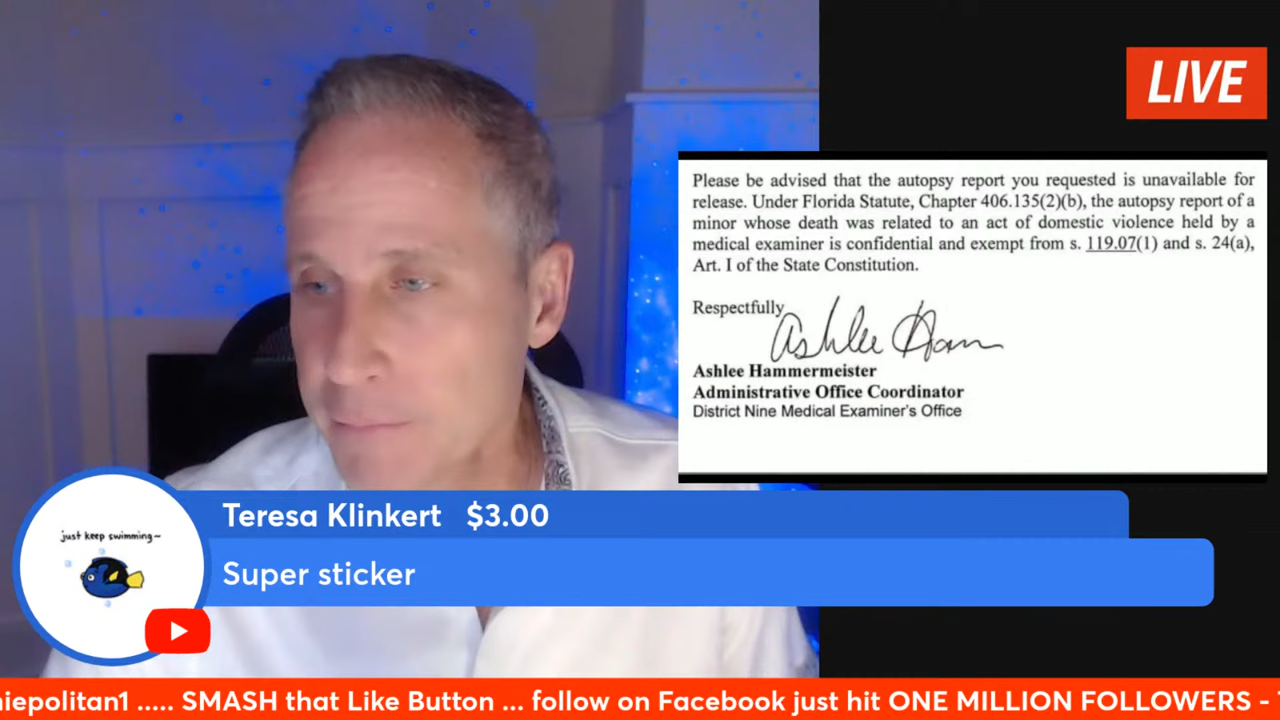 LIVE
Please be advised that the autopsy report you requested is unavailable for
release. Under Florida Statute, Chapter 406.135(2)(b), the autopsy report of a
minor whose death was related to an act of domestic violence held by a
medical examiner is confidential and exempt from s. 119.07(1) and s. 24(a),
Art. I of the State Constitution.
Respectfully
Ashlee Ham
Ashlee Hammermeister
Administrative Office Coordinator
District Nine Medical Examiner's Office
Teresa Klinkert $3.00
just keep swimming~
Super sticker
niepolitan1 ..... SMASH that Like Button ... follow on Facebook just hit ONE MILLION FOLLOWERS -